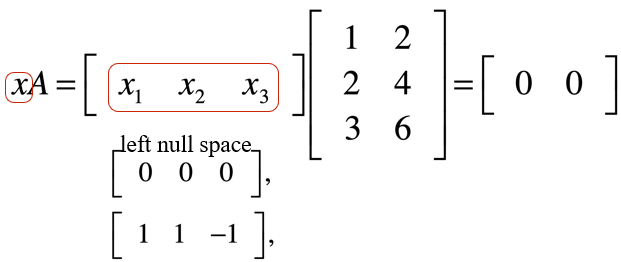 xA = [ x₁ x₂ x₃ ] [ 1 2 = [ 0 0 ]
2 4
3 6 ]
left null space
[ 0 0 0 ],
[ 1 1 −1 ],